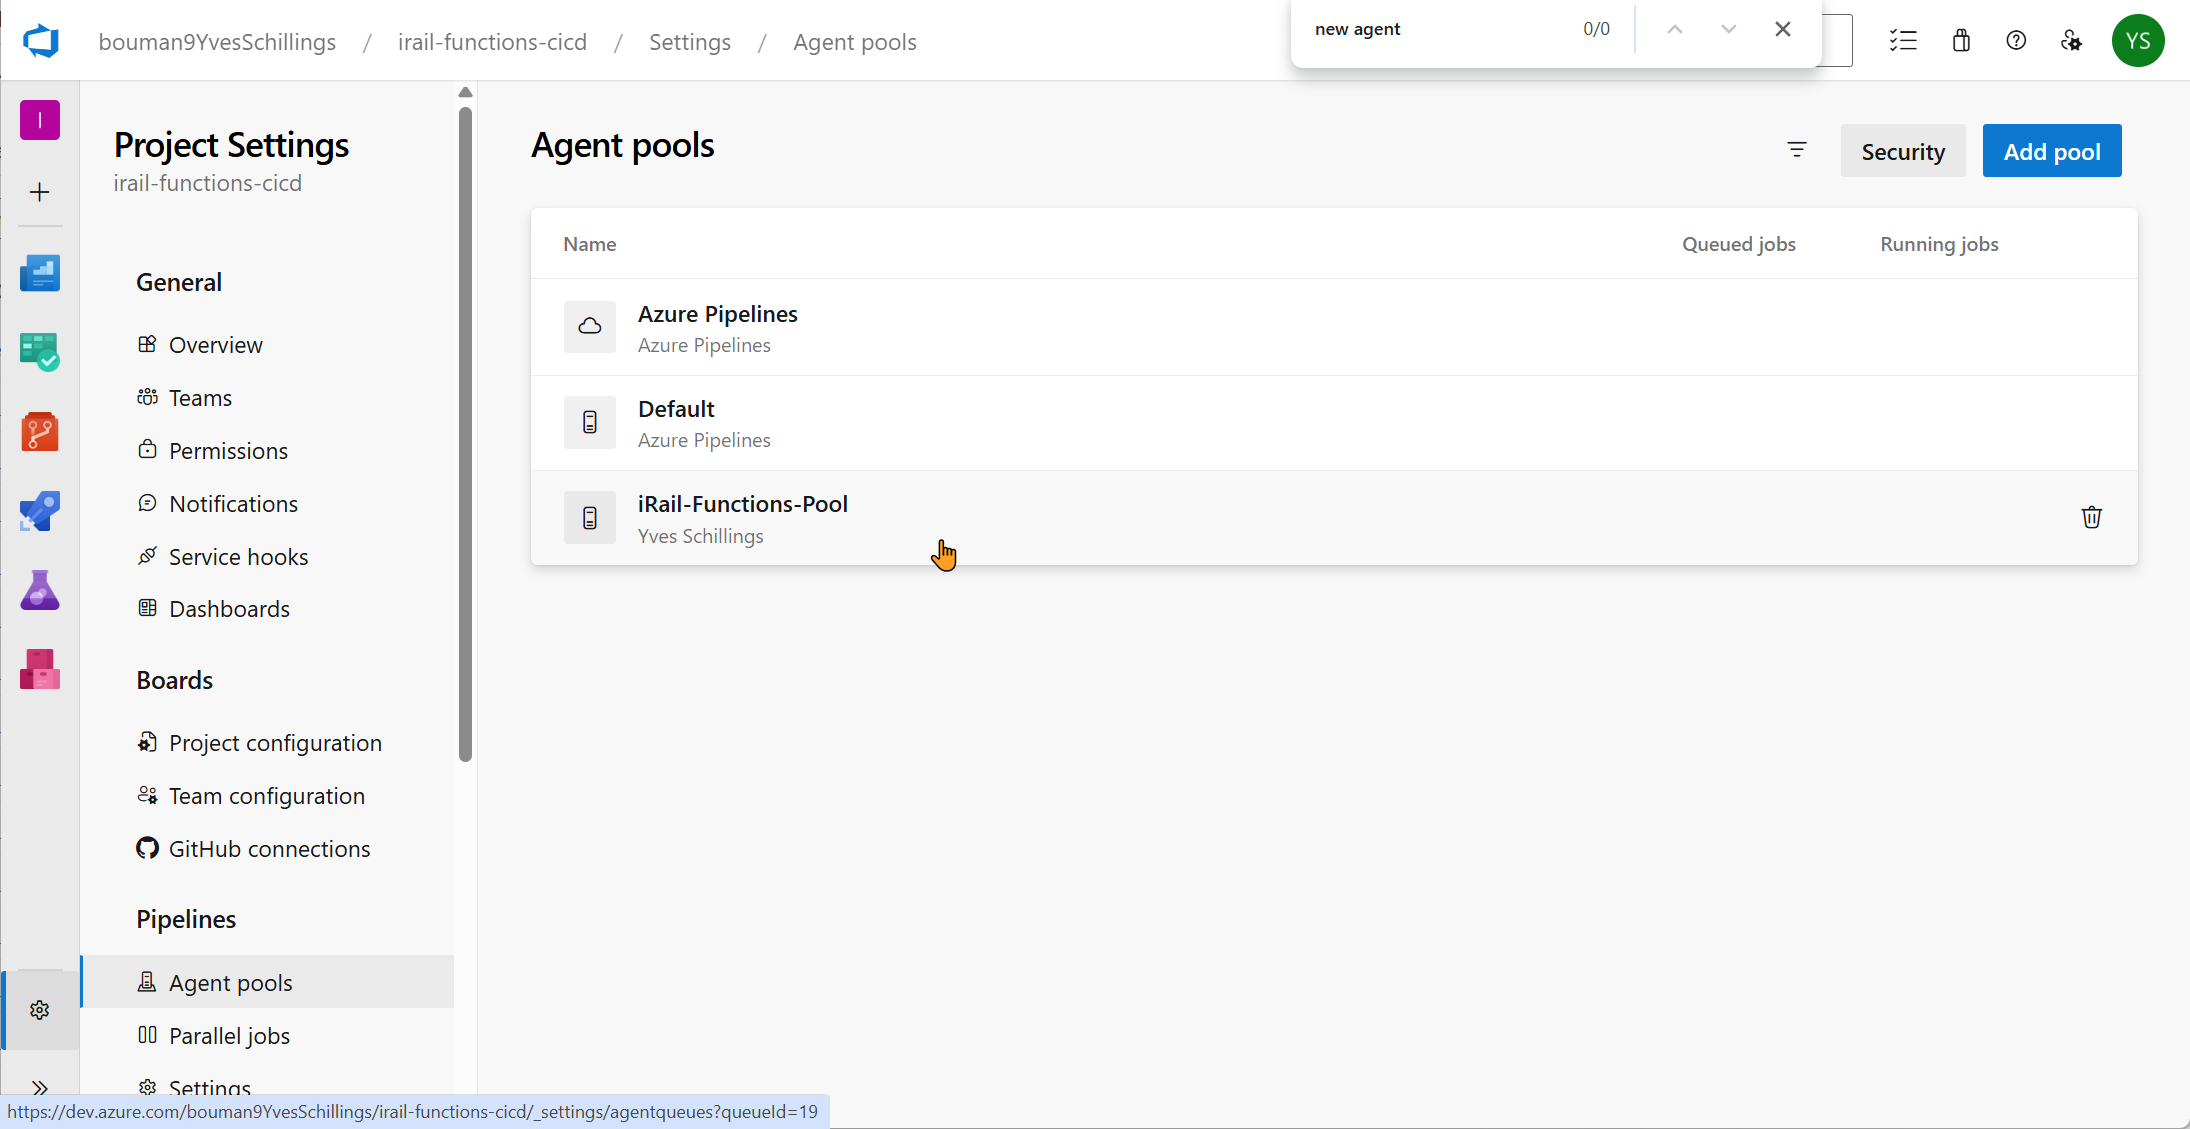 bouman9YvesSchillings / irail-functions-cicd / Settings / Agent pools
new agent 0/0
YS
I
Project Settings
irail-functions-cicd
General
Overview
Teams
Permissions
Notifications
Service hooks
Dashboards
Boards
Project configuration
Team configuration
GitHub connections
Pipelines
Agent pools
Parallel jobs
Settings
Agent pools
Security
Add pool
Name Queued jobs Running jobs
Azure Pipelines
Azure Pipelines
Default
Azure Pipelines
iRail-Functions-Pool
Yves Schillings
https://dev.azure.com/bouman9YvesSchillings/irail-functions-cicd/_settings/agentqueues?queueId=19